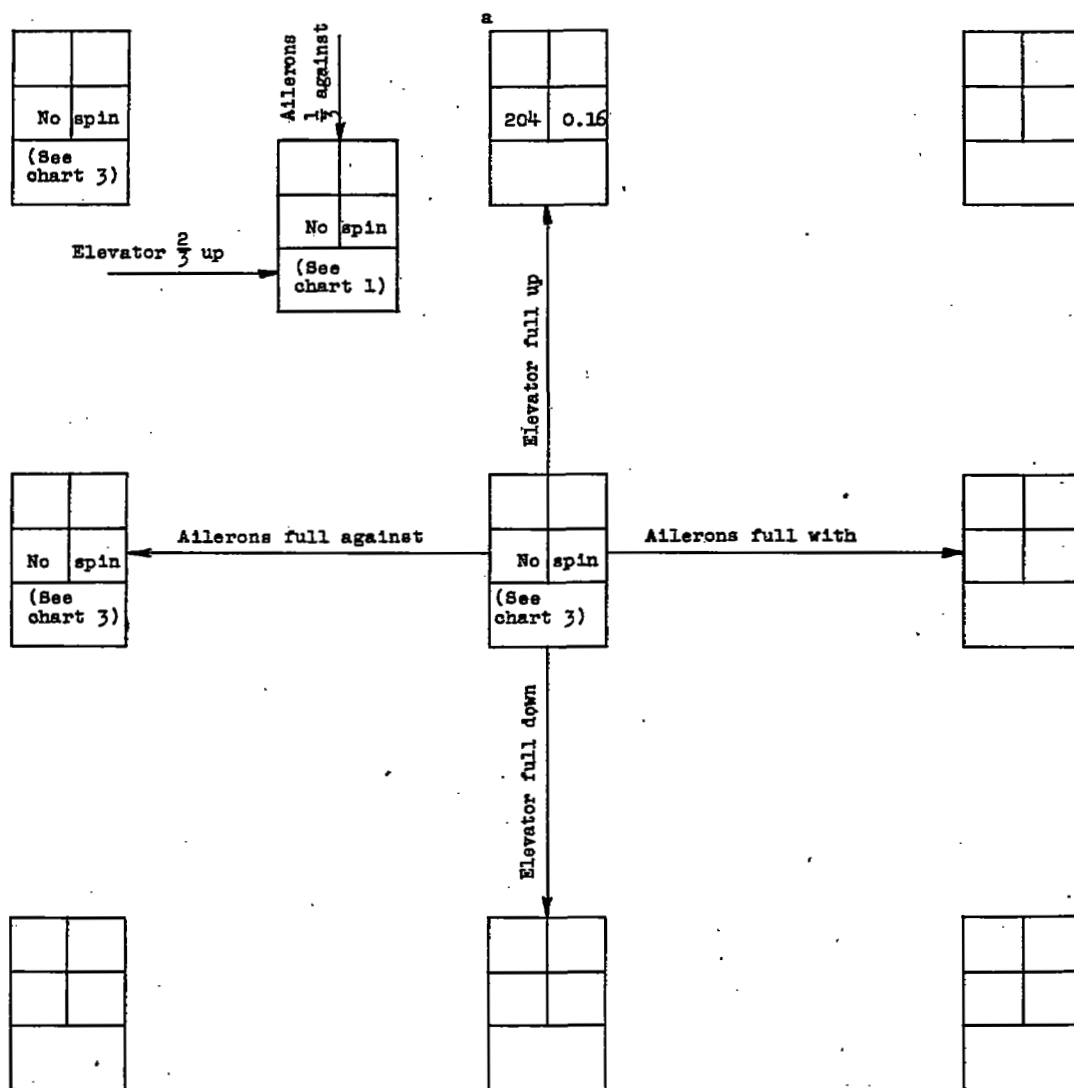 a
Ailerons
1/3 against
204 0.16
No spin
(See
chart 3)
No spin
(See
chart 1)
Elevator 2/3 up
Elevator full up
Ailerons full against
Ailerons full with
No spin
(See
chart 3)
No spin
(See
chart 3)
Elevator full down